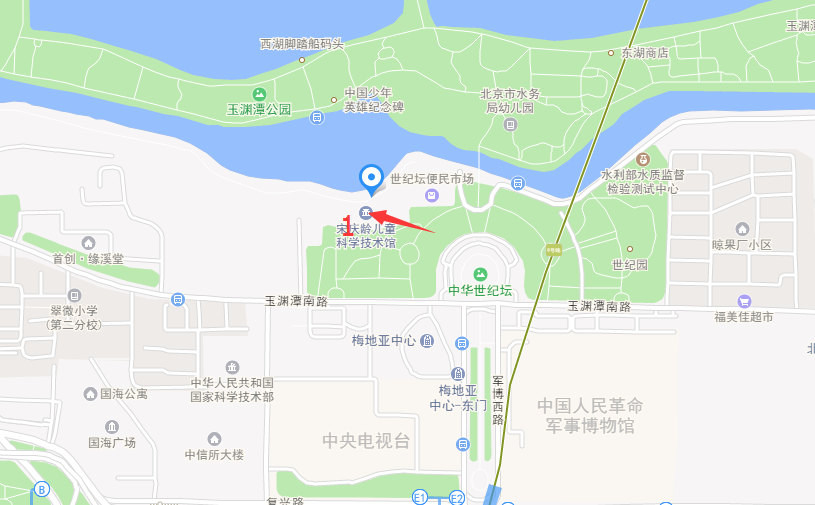 西湖脚踏船码头
东湖商店
玉渊潭
中国少年
英雄纪念碑
玉渊潭公园
北京市水务
局幼儿园
世纪坛便民市场
水利部水质监督
检验测试中心
1
宋庆龄儿童
科学技术馆
首创·缘溪堂
晾果厂小区
世纪园
9号线
中华世纪坛
翠微小学
(第二分校)
玉渊潭南路
玉渊潭南路
福美佳超市
梅地亚中心
北
中华人民共和国
国家科学技术部
梅地亚
中心-东门
军博西路
国海公寓
中国人民革命
军事博物馆
国海广场
中央电视台
中信所大楼
B
E1
E2
复兴路